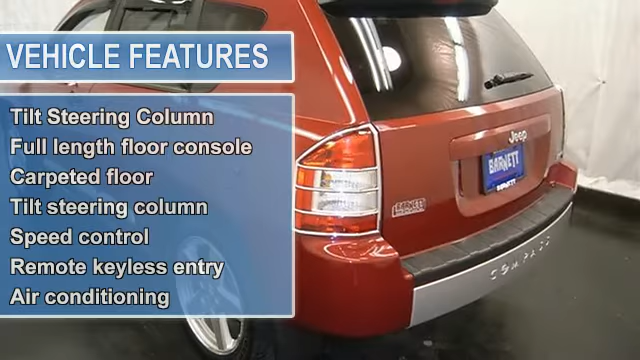 VEHICLE FEATURES
Tilt Steering Column
Full length floor console
Carpeted floor
Tilt steering column
Speed control
Remote keyless entry
Air conditioning
Jeep
BARNETT
BARNETT
COMPASS